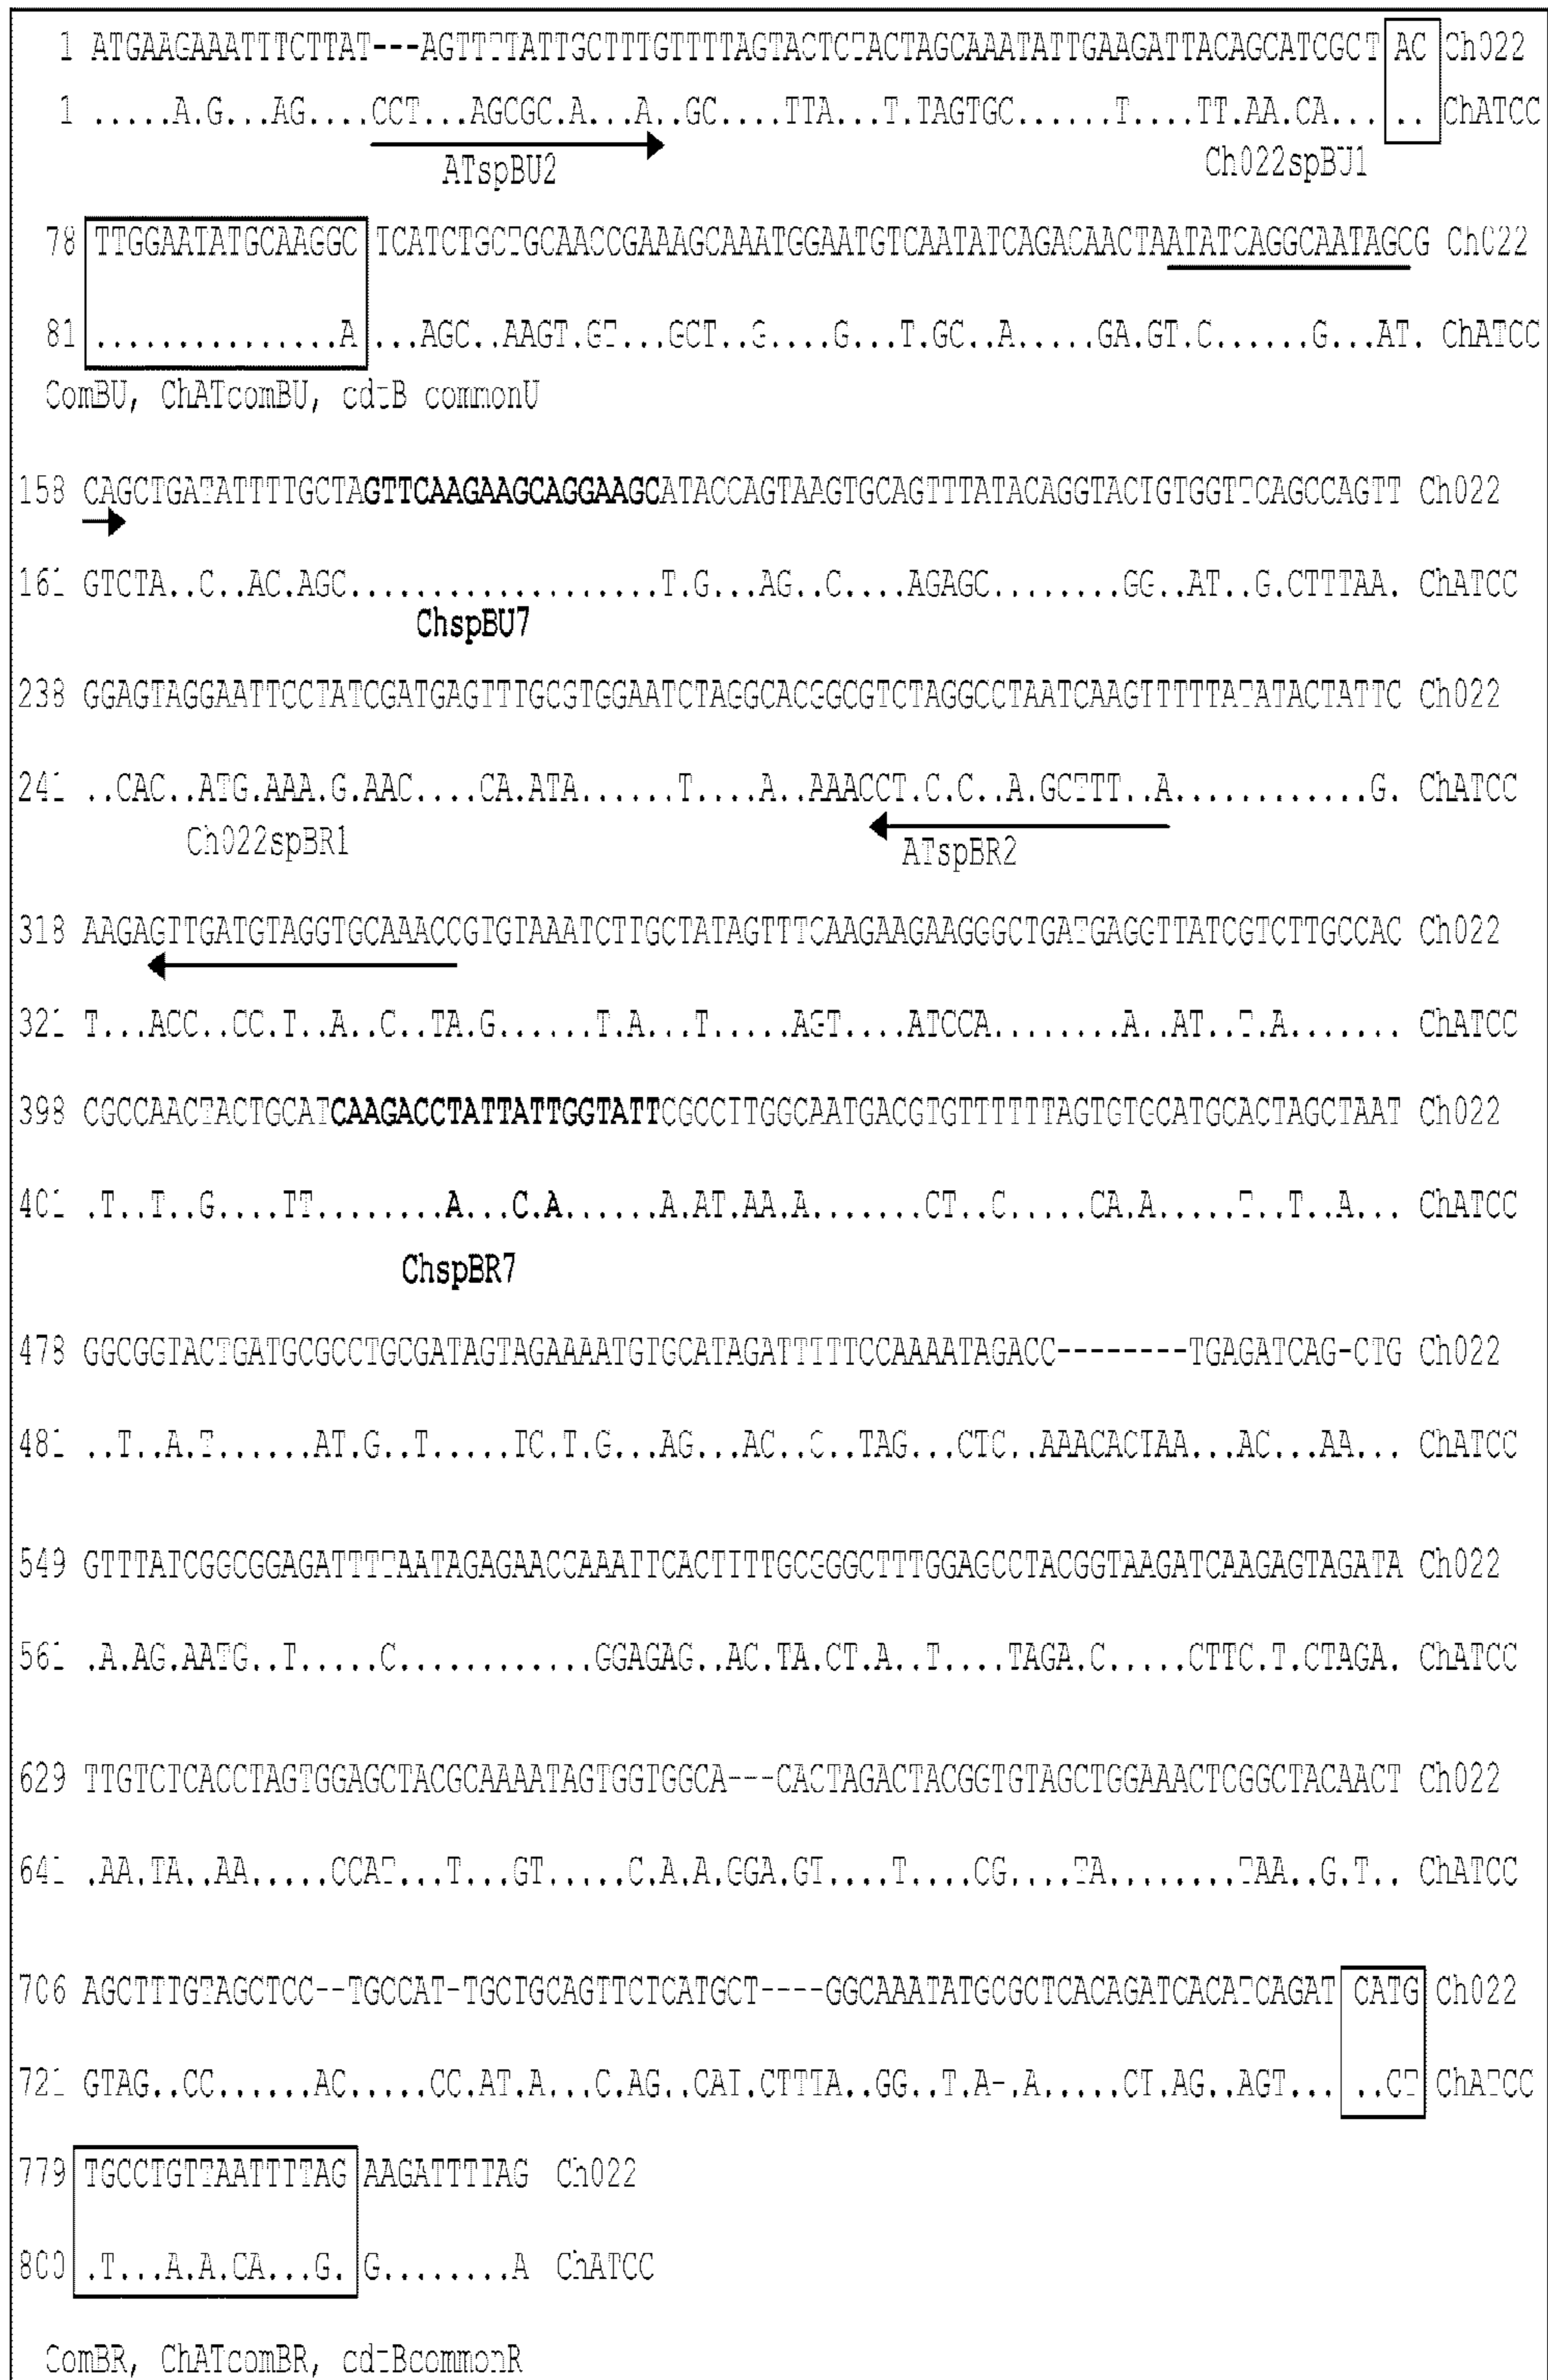 1 ATGAAGAAATTTCTTAT---AGTTTTATTGCTTTGTTTTAGTACTCTACTAGCAAATATTGAAGATTACAGCATCGCT AC Ch022
1 .....A.G...AG....CCT...AGCGC.A...A..GC....TTA...T.TAGTGC......T....TT.AA.CA... .. ChATCC
ATspBU2 Ch022spBU1
78 TTGGAATATGCAAGGC TCATCTGCTGCAACCGAAAGCAAATGGAATGTCAATATCAGACAACTAATATCAGGCAATAGCG Ch022
81 ...............A ...AGC..AAGT.GT...GCT..G....G...T.GC..A.....GA.GT.C......G...AT. ChATCC
ComBU, ChATcomBU, cdtB commonU
158 CAGCTGATATTTTGCTAGTTCAAGAAGCAGGAAGCATACCAGTAAGTGCAGTTTATACAGGTACTGTGGTTCAGCCAGTT Ch022
161 GTCTA..C..AC.AGC...................T.G...AG..C....AGAGC........GG..AT..G.CTTTAA. ChATCC
ChspBU7
238 GGAGTAGGAATTCCTATCGATGAGTTTGCGTGGAATCTAGGCACGGCGTCTAGGCCTAATCAAGTTTTTATATACTATTC Ch022
241 ..CAC..ATG.AAA.G.AAC....CA.ATA......T....A..AAACCT.C.C..A.GCTTT..A............G. ChATCC
Ch022spBR1 ATspBR2
318 AAGAGTTGATGTAGGTGCAAACCGTGTAAATCTTGCTATAGTTTCAAGAAGAAGGGCTGATGAGGTTATCGTCTTGCCAC Ch022
321 T...ACC..CC.T..A..C..TA.G......T.A...T.....AGT....ATCCA........A..AT..T.A....... ChATCC
398 CGCCAACTACTGCATCAAGACCTATTATTGGTATTCGCCTTGGCAATGACGTGTTTTTTAGTGTCCATGCACTAGCTAAT Ch022
401 .T..T..G....TT........A...C.A......A.AT.AA.A.......CT..C.....CA.A.....T..T..A... ChATCC
ChspBR7
478 GGCGGTACTGATGCGCCTGCGATAGTAGAAAATGTGCATAGATTTTTCCAAAATAGACC--------TGAGATCAG-CTG Ch022
481 ..T..A.T......AT.G..T.....TC.T.G...AG...AC..C..TAG...CTC..AAACACTAA...AC...AA... ChATCC
549 GTTTATCGGCGGAGATTTTAATAGAGAACCAAATTCACTTTTGCGGGCTTTGGAGCCTACGGTAAGATCAAGAGTAGATA Ch022
561 .A.AG.AATG..T.....C............GGAGAG..AC.TA.CT.A..T....TAGA.C.....CTTC.T.CTAGA. ChATCC
629 TTGTCTCACCTAGTGGAGCTACGCAAAATAGTGGTGGCA---CACTAGACTACGGTGTAGCTGGAAACTCGGCTACAACT Ch022
641 .AA.TA..AA.....CCAT...T...GT.....C.A.A.GGA.GT....T....CG....TA........TAA..G.T.. ChATCC
706 AGCTTTGTAGCTCC--TGCCAT-TGCTGCAGTTCTCATGCT----GGCAAATATGCGCTCACAGATCACATCAGAT CATG Ch022
721 GTAG..CC......AC.....CC.AT.A...C.AG..CAT.CTTTA..GG..T.A-.A.....CT.AG..AGT... ..CT ChATCC
779 TGCCTGTTAATTTTAG AAGATTTTAG Ch022
800 .T...A.A.CA...G. G........A ChATCC
ComBR, ChATcomBR, cdtBcommonR